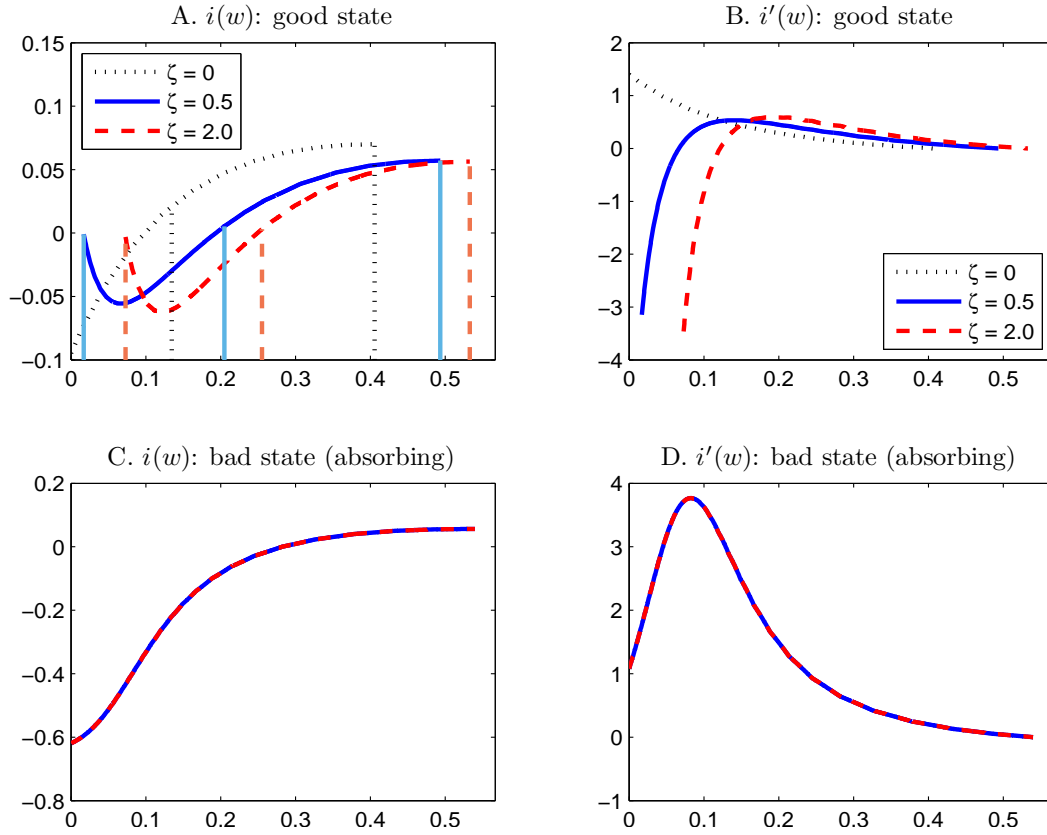 A. i(w): good state
0.15
0.1
0.05
0
−0.05
−0.1
ζ = 0
ζ = 0.5
ζ = 2.0
0 0.1 0.2 0.3 0.4 0.5
B. i′(w): good state
2
1
0
−1
−2
−3
−4
ζ = 0
ζ = 0.5
ζ = 2.0
0 0.1 0.2 0.3 0.4 0.5
C. i(w): bad state (absorbing)
0.2
0
−0.2
−0.4
−0.6
−0.8
0 0.1 0.2 0.3 0.4 0.5
D. i′(w): bad state (absorbing)
4
3
2
1
0
−1
0 0.1 0.2 0.3 0.4 0.5